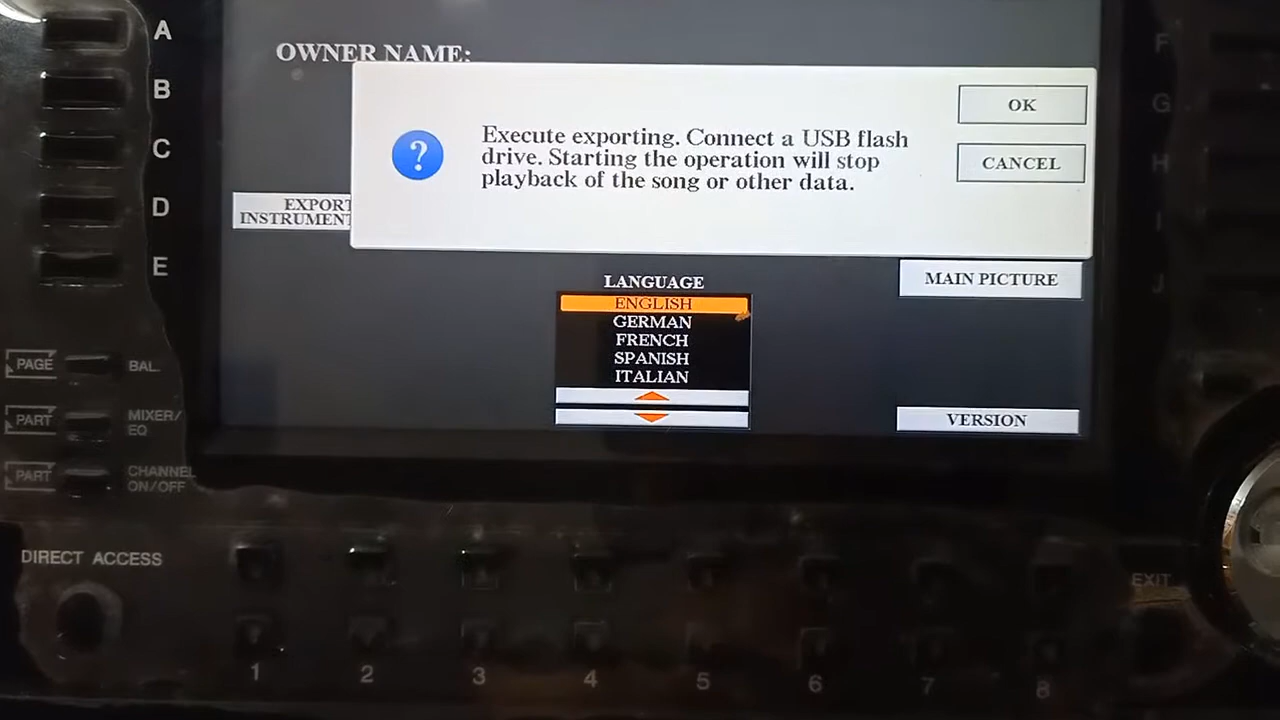 A
B
C
D
E
OWNER NAME:
Execute exporting. Connect a USB flash
drive. Starting the operation will stop
playback of the song or other data.
OK
CANCEL
EXPORT
INSTRUMENT
LANGUAGE
ENGLISH
GERMAN
FRENCH
SPANISH
ITALIAN
MAIN PICTURE
VERSION
F
G
H
I
J
PAGE
BAL.
PART
MIXER/
EQ
PART
CHANNEL
ON/OFF
DIRECT ACCESS
EXIT
1 2 3 4 5 6 7 8